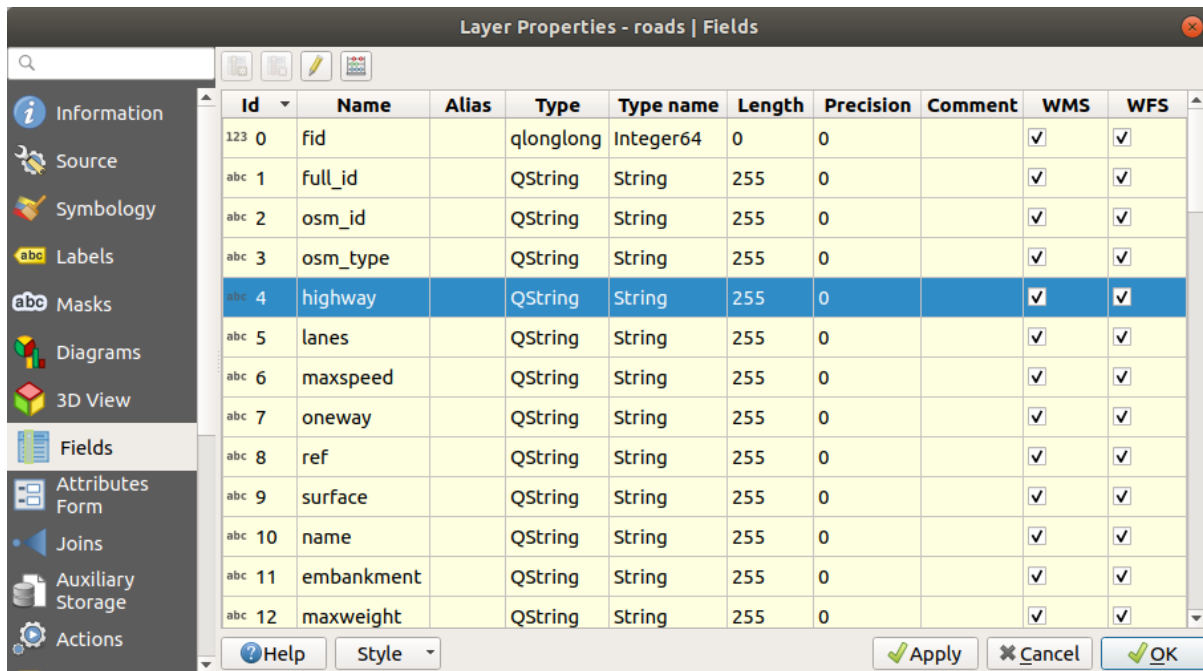 Layer Properties - roads | Fields
Information
Source
Symbology
abc Labels
abc Masks
Diagrams
3D View
Fields
Attributes
Form
Joins
Auxiliary
Storage
Actions
Id Name Alias Type Type name Length Precision Comment WMS WFS
123 0 fid qlonglong Integer64 0 0
abc 1 full_id QString String 255 0
abc 2 osm_id QString String 255 0
abc 3 osm_type QString String 255 0
abc 4 highway QString String 255 0
abc 5 lanes QString String 255 0
abc 6 maxspeed QString String 255 0
abc 7 oneway QString String 255 0
abc 8 ref QString String 255 0
abc 9 surface QString String 255 0
abc 10 name QString String 255 0
abc 11 embankment QString String 255 0
abc 12 maxweight QString String 255 0
Help Style Apply Cancel OK